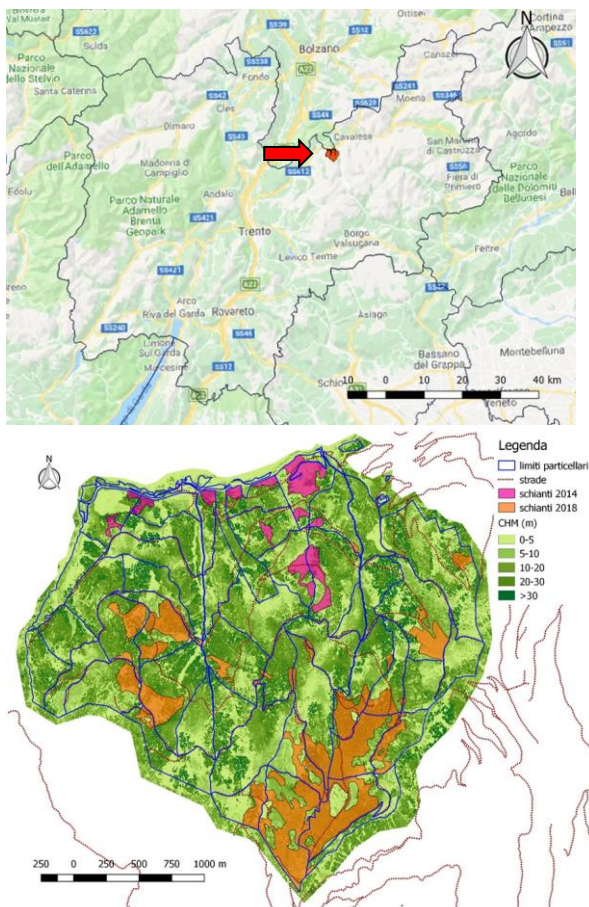 Parco
Nazionale
dello Stelvio
Santa Caterina
Sulda
SS622
SS238
Fondo
SS42
Cles
SS43
Dimaro
Madonna di
Campiglio
Andalo
Parco
dell'Adamello
Edolo
Parco Naturale
Adamello
Brenta
Geopark
SS421
Trento
SS421
Arco
Riva del Garda
SS240
Limone
Sul Garda
Malcesine
Rovereto
SS46
SS12
Bolzano
Ortisei
SS12
SS48
SS620
SS241
Canazei
Moena
SS346
Cavalese
SS612
San Martino
di Castrozza
SS50
Fiera di
Primiero
Agordo
Cortina
d'Ampezzo
SS51
N
Parco
Nazionale
delle Dolomiti
Bellunesi
Borgo
Valsugana
Levico Terme
Feltre
Asiago
Bassano
del Grappa
Montebelluna
Schio
Veneto
10 0 10 20 30 40 km
N
Legenda
limiti particellari
strade
schianti 2014
schianti 2018
CHM (m)
0-5
5-10
10-20
20-30
>30
250 0 250 500 750 1000 m